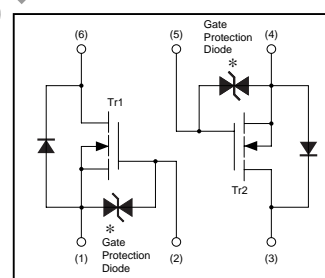 Gate
Protection
Diode
(6) (5) (4)
*
Tr1
Tr2
*
Gate
Protection
Diode
(1) (2) (3)